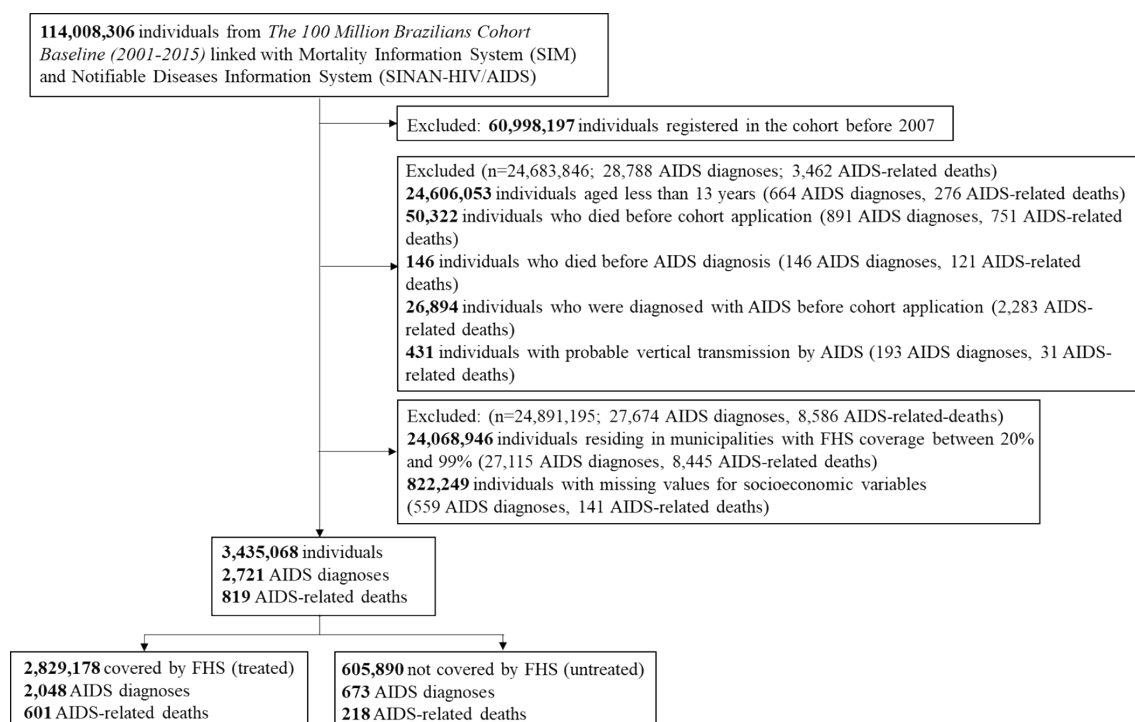 114,008,306 individuals from The 100 Million Brazilians Cohort
Baseline (2001-2015) linked with Mortality Information System (SIM)
and Notifiable Diseases Information System (SINAN-HIV/AIDS)
Excluded: 60,998,197 individuals registered in the cohort before 2007
Excluded (n=24,683,846; 28,788 AIDS diagnoses; 3,462 AIDS-related deaths)
24,606,053 individuals aged less than 13 years (664 AIDS diagnoses, 276 AIDS-related deaths)
50,322 individuals who died before cohort application (891 AIDS diagnoses, 751 AIDS-related
deaths)
146 individuals who died before AIDS diagnosis (146 AIDS diagnoses, 121 AIDS-related
deaths)
26,894 individuals who were diagnosed with AIDS before cohort application (2,283 AIDS-
related deaths)
431 individuals with probable vertical transmission by AIDS (193 AIDS diagnoses, 31 AIDS-
related deaths)
Excluded: (n=24,891,195; 27,674 AIDS diagnoses, 8,586 AIDS-related-deaths)
24,068,946 individuals residing in municipalities with FHS coverage between 20%
and 99% (27,115 AIDS diagnoses, 8,445 AIDS-related deaths)
822,249 individuals with missing values for socioeconomic variables
(559 AIDS diagnoses, 141 AIDS-related deaths)
3,435,068 individuals
2,721 AIDS diagnoses
819 AIDS-related deaths
2,829,178 covered by FHS (treated)
2,048 AIDS diagnoses
601 AIDS-related deaths
605,890 not covered by FHS (untreated)
673 AIDS diagnoses
218 AIDS-related deaths